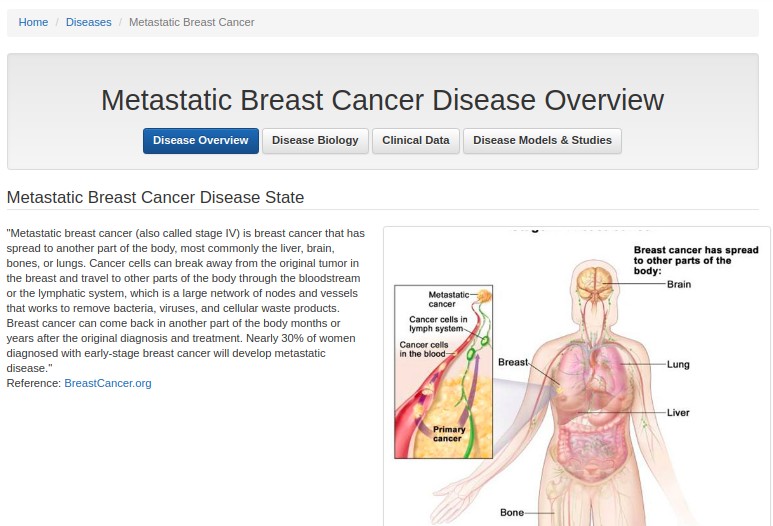 Home / Diseases / Metastatic Breast Cancer
Metastatic Breast Cancer Disease Overview
Disease Overview Disease Biology Clinical Data Disease Models & Studies
Metastatic Breast Cancer Disease State
"Metastatic breast cancer (also called stage IV) is breast cancer that has
spread to another part of the body, most commonly the liver, brain,
bones, or lungs. Cancer cells can break away from the original tumor in
the breast and travel to other parts of the body through the bloodstream
or the lymphatic system, which is a large network of nodes and vessels
that works to remove bacteria, viruses, and cellular waste products.
Breast cancer can come back in another part of the body months or
years after the original diagnosis and treatment. Nearly 30% of women
diagnosed with early-stage breast cancer will develop metastatic
disease."
Reference: BreastCancer.org
Breast cancer has spread
to other parts of the
body:
Brain
Metastatic
cancer
Cancer cells in
lymph system
Cancer cells
in the blood
Primary
cancer
Breast
Lung
Liver
Bone